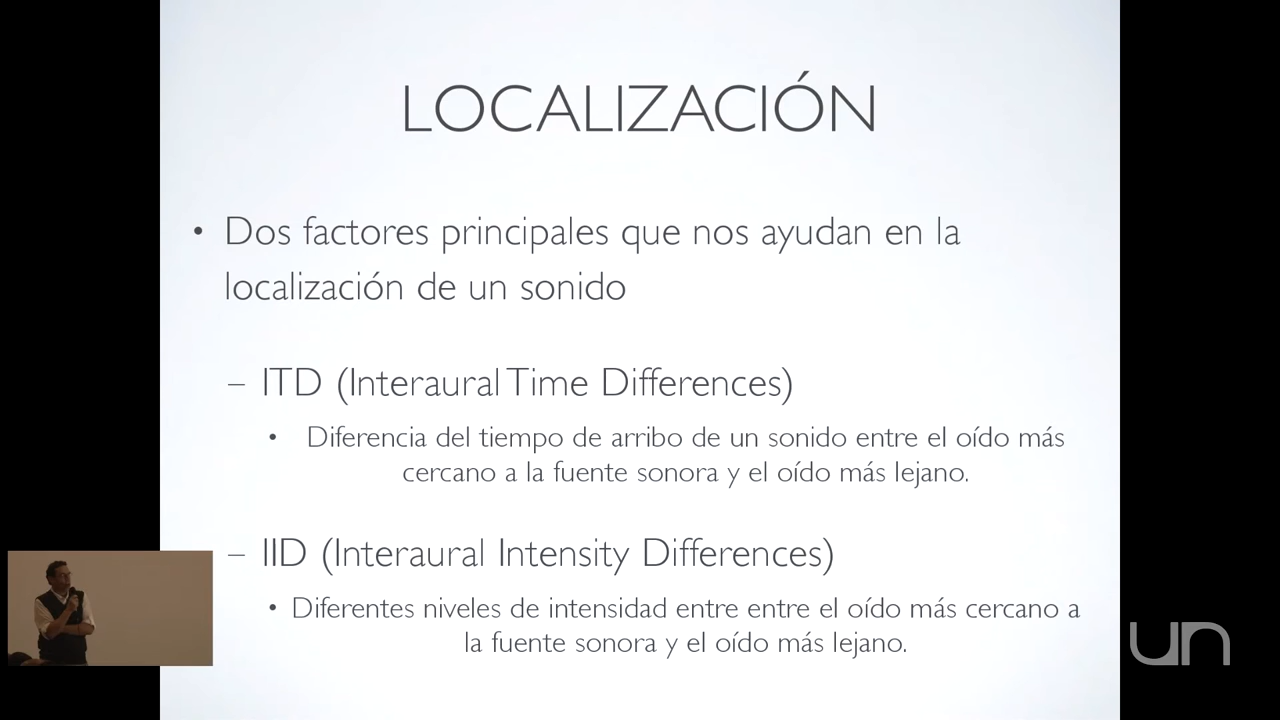 LOCALIZACIÓN
• Dos factores principales que nos ayudan en la
localización de un sonido
– ITD (Interaural Time Differences)
• Diferencia del tiempo de arribo de un sonido entre el oído más
cercano a la fuente sonora y el oído más lejano.
– IID (Interaural Intensity Differences)
• Diferentes niveles de intensidad entre entre el oído más cercano a
la fuente sonora y el oído más lejano.
un